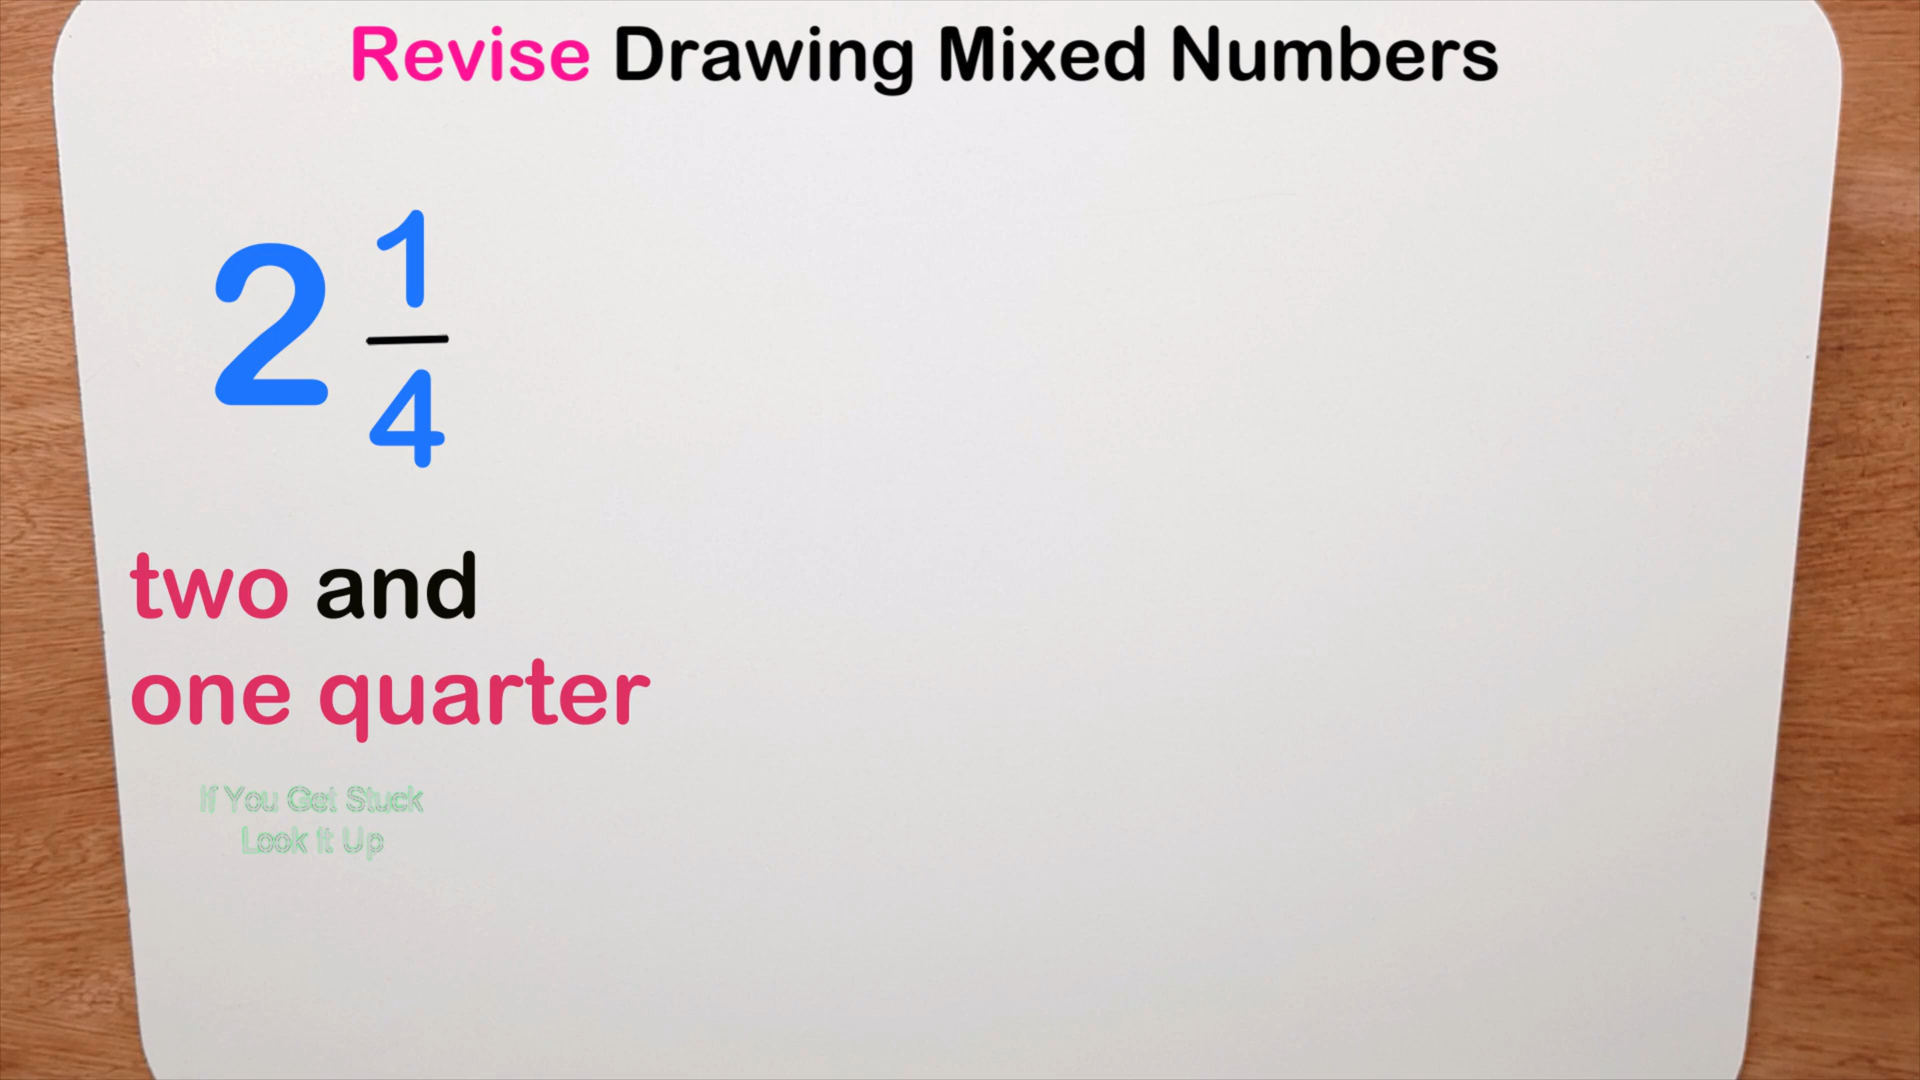 Revise Drawing Mixed Numbers
2 1/4
two and
one quarter
If You Get Stuck
Look It Up